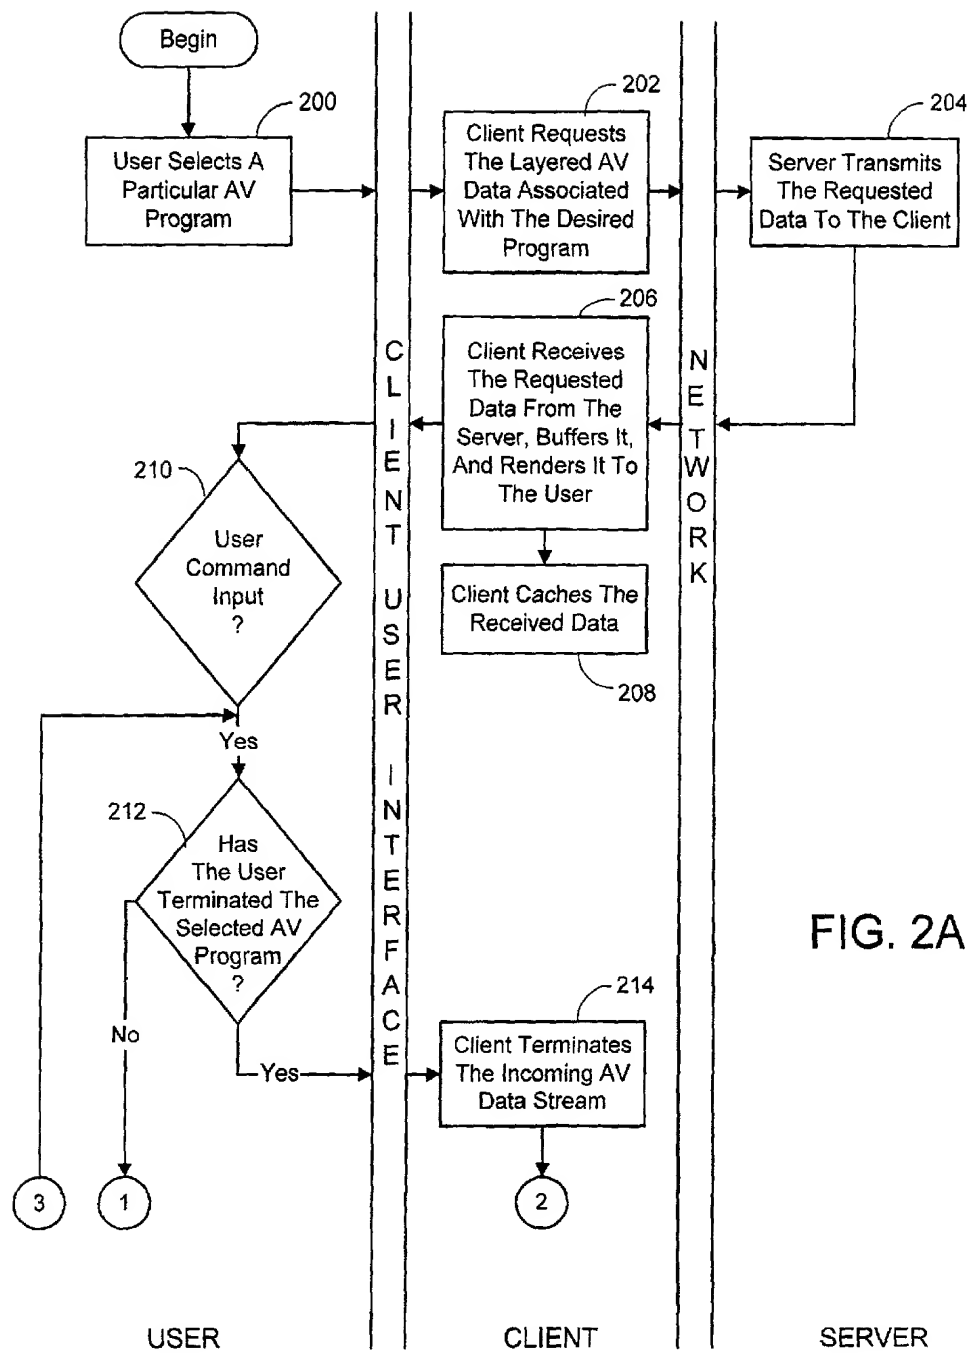 Begin
200
User Selects A
Particular AV
Program
202
Client Requests
The Layered AV
Data Associated
With The Desired
Program
204
Server Transmits
The Requested
Data To The Client
206
Client Receives
The Requested
Data From The
Server, Buffers It,
And Renders It To
The User
Client Caches The
Received Data
208
210
User
Command
Input
?
Yes
212
Has
The User
Terminated The
Selected AV
Program
?
No
Yes
214
Client Terminates
The Incoming AV
Data Stream
3
1
2
CLIENT USER INTERFACE
NETWORK
FIG. 2A
USER
CLIENT
SERVER